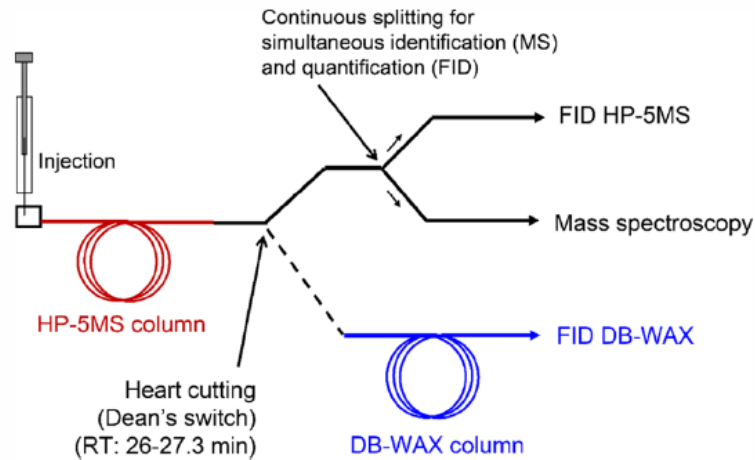 Continuous splitting for
simultaneous identification (MS)
and quantification (FID)
FID HP-5MS
Injection
Mass spectroscopy
HP-5MS column
FID DB-WAX
Heart cutting
(Dean's switch)
(RT: 26-27.3 min)
DB-WAX column